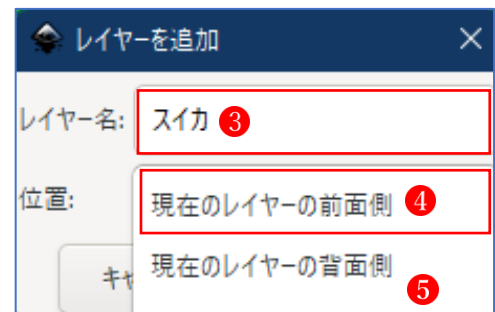 レイヤーを追加
レイヤー名: スイカ 3
位置:
現在のレイヤーの前面側 4
現在のレイヤーの背面側
キャ 5